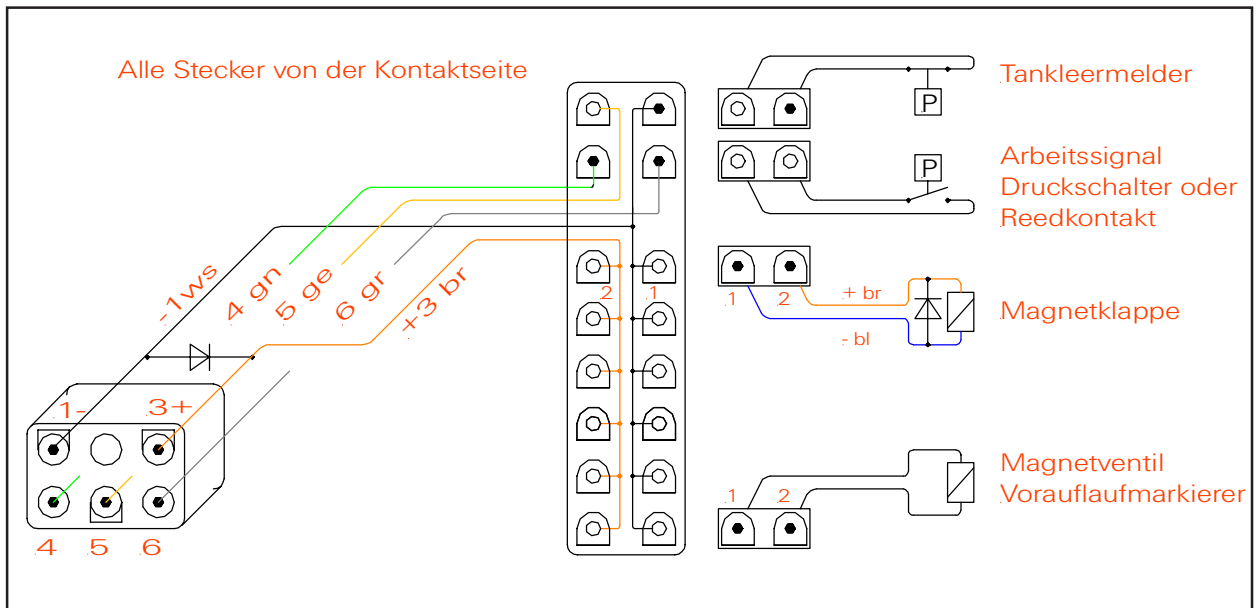 Alle Stecker von der Kontaktseite
Tankleermelder
P
Arbeitssignal
Druckschalter oder
Reedkontakt
P
-1ws
4 gn
5 ge
6 gr
+3 br
.2
.1
.1
2
+ br
- bl
Magnetklappe
.1-
.3+
.4
.5
.6
.1
.2
Magnetventil
Vorauflaufmarkierer